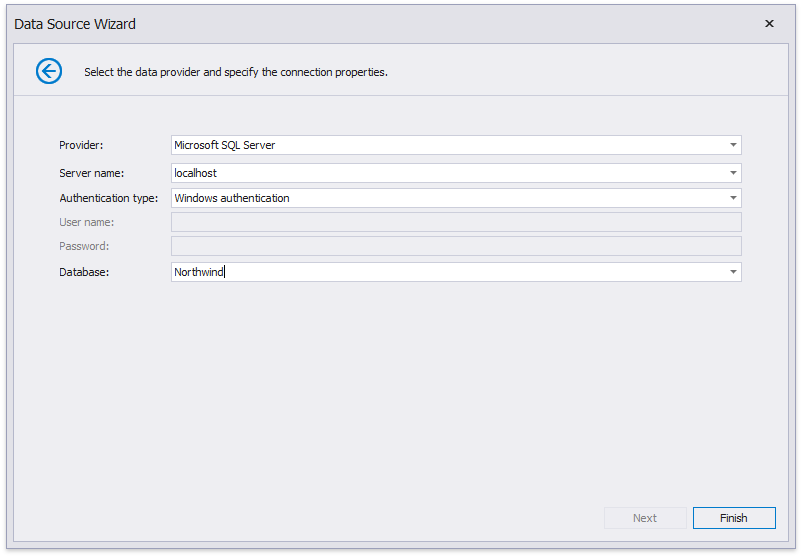 Data Source Wizard
Select the data provider and specify the connection properties.
Provider: Microsoft SQL Server
Server name: localhost
Authentication type: Windows authentication
User name:
Password:
Database: Northwind
Next Finish